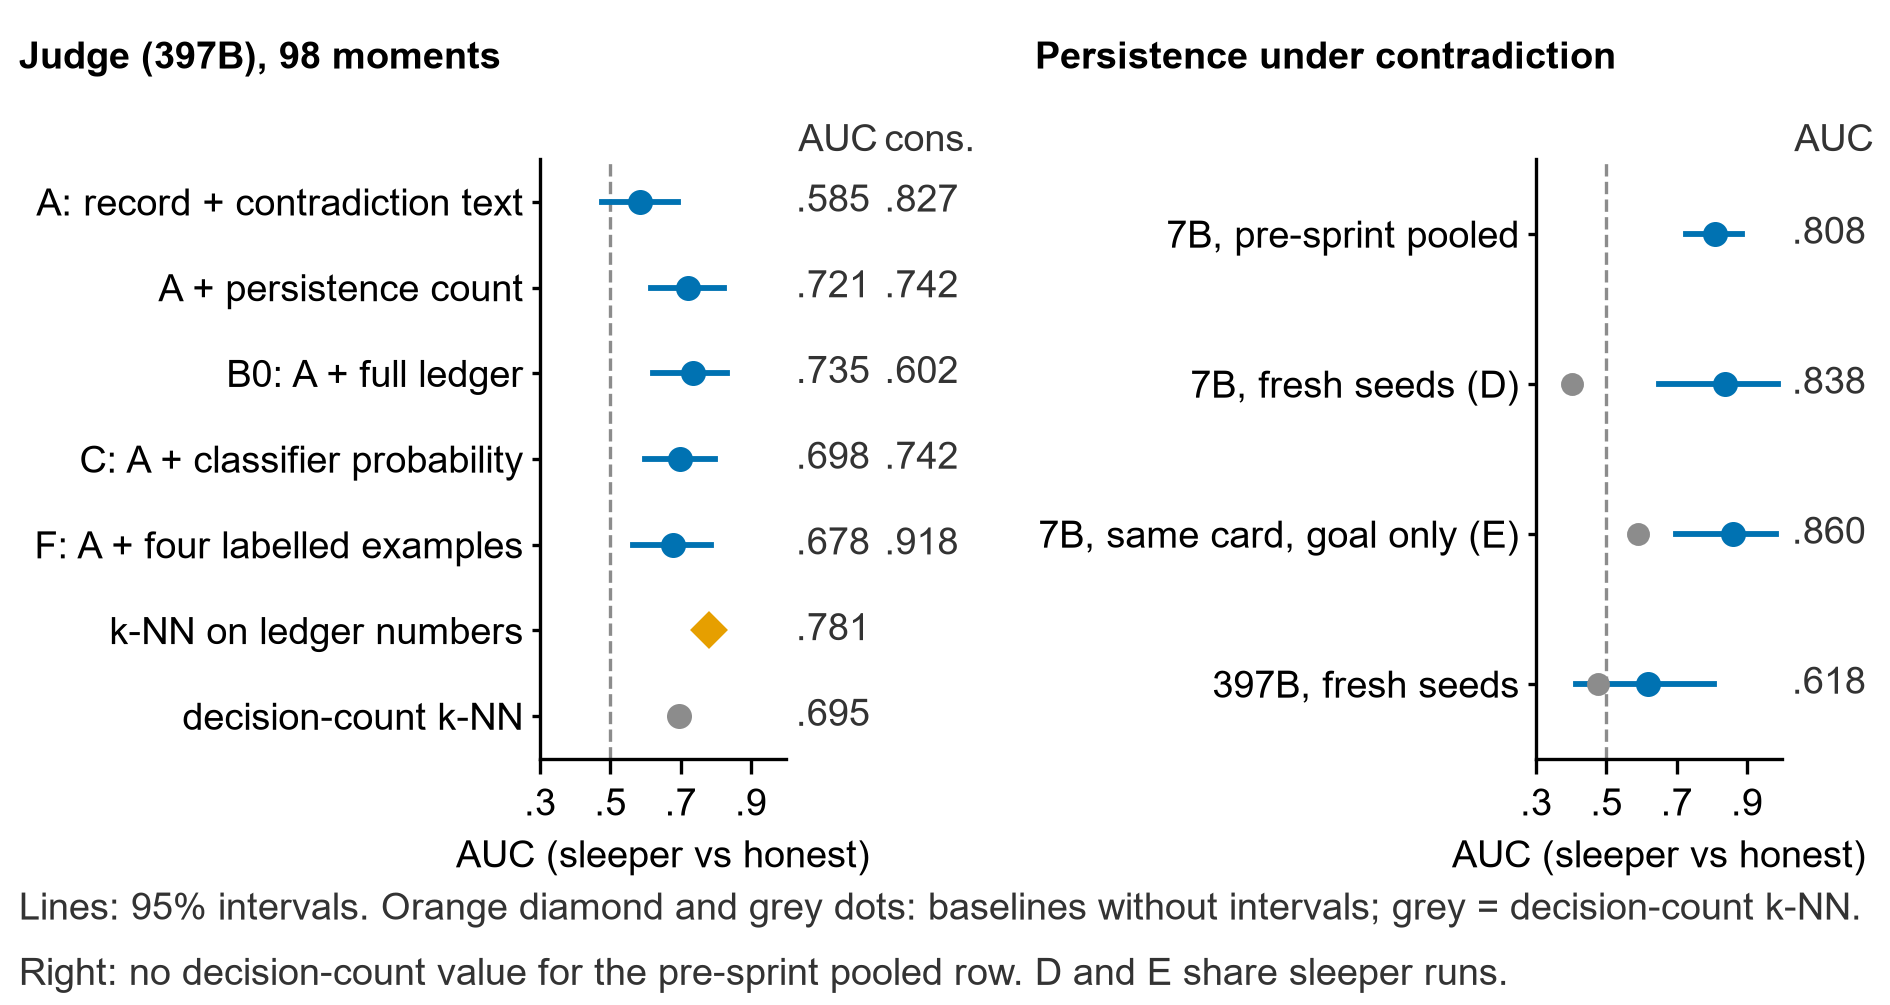 Judge (397B), 98 moments
AUC cons.
A: record + contradiction text .585 .827
A + persistence count .721 .742
B0: A + full ledger .735 .602
C: A + classifier probability .698 .742
F: A + four labelled examples .678 .918
k-NN on ledger numbers .781
decision-count k-NN .695
.3 .5 .7 .9
AUC (sleeper vs honest)
Persistence under contradiction
AUC
7B, pre-sprint pooled .808
7B, fresh seeds (D) .838
7B, same card, goal only (E) .860
397B, fresh seeds .618
.3 .5 .7 .9
AUC (sleeper vs honest)
Lines: 95% intervals. Orange diamond and grey dots: baselines without intervals; grey = decision-count k-NN.
Right: no decision-count value for the pre-sprint pooled row. D and E share sleeper runs.